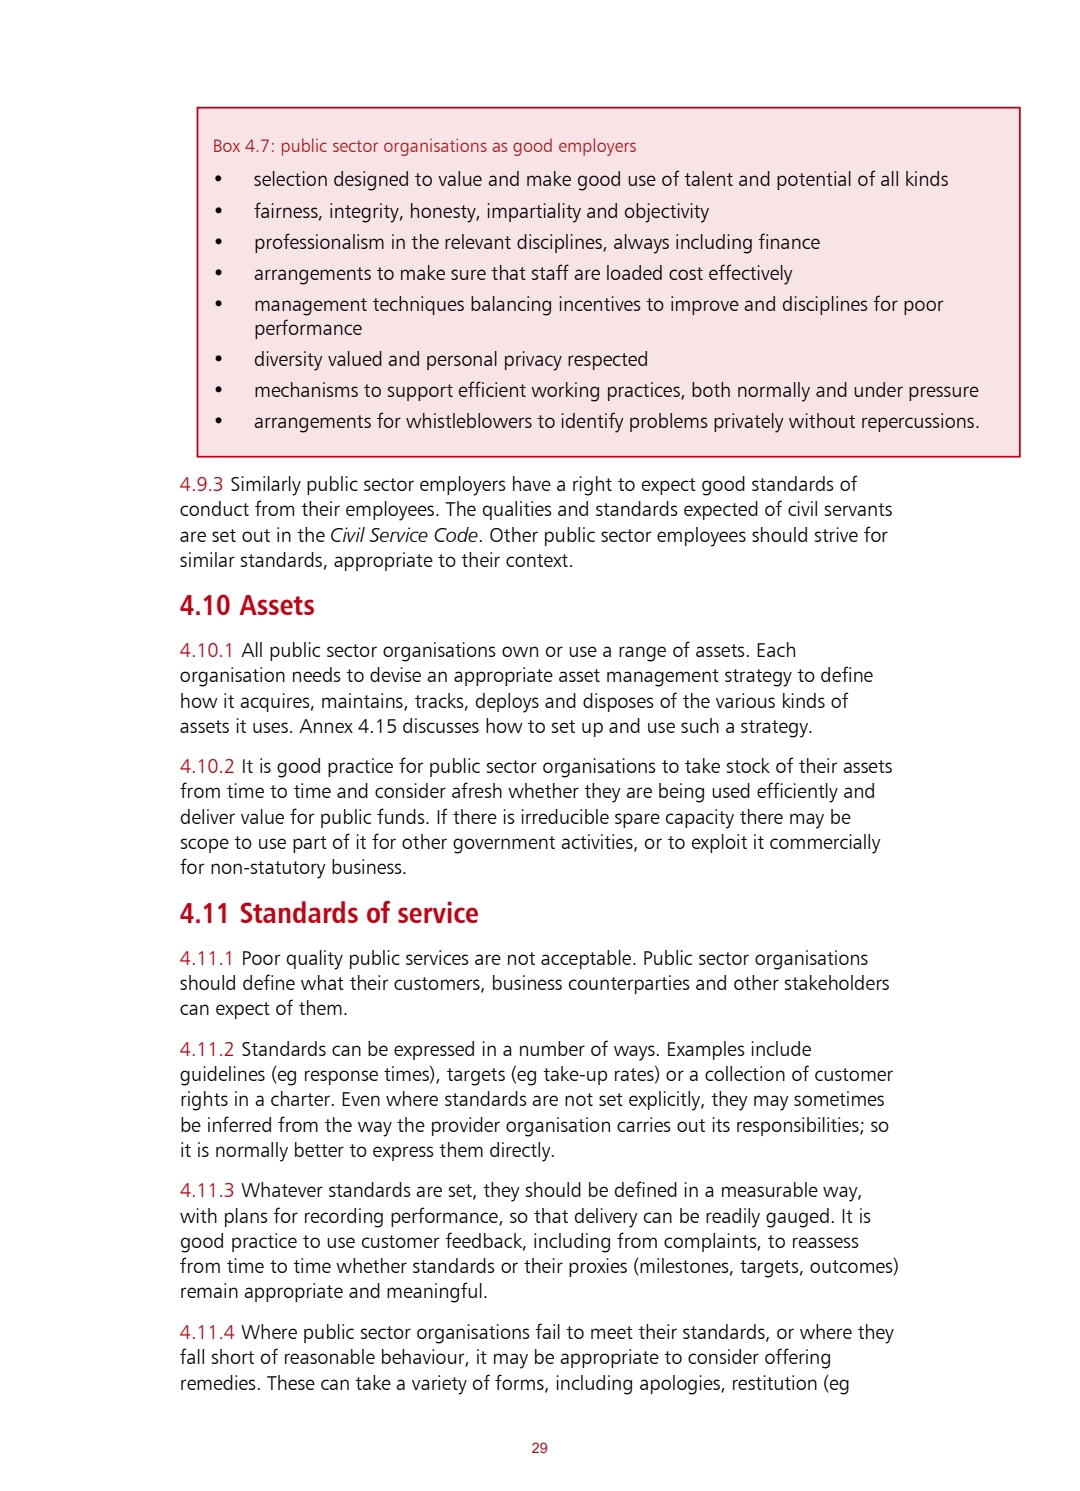 Box 4.7: public sector organisations as good employers
• selection designed to value and make good use of talent and potential of all kinds
• fairness, integrity, honesty, impartiality and objectivity
• professionalism in the relevant disciplines, always including finance
• arrangements to make sure that staff are loaded cost effectively
• management techniques balancing incentives to improve and disciplines for poor
performance
• diversity valued and personal privacy respected
• mechanisms to support efficient working practices, both normally and under pressure
• arrangements for whistleblowers to identify problems privately without repercussions.
4.9.3 Similarly public sector employers have a right to expect good standards of
conduct from their employees. The qualities and standards expected of civil servants
are set out in the Civil Service Code. Other public sector employees should strive for
similar standards, appropriate to their context.
4.10 Assets
4.10.1 All public sector organisations own or use a range of assets. Each
organisation needs to devise an appropriate asset management strategy to define
how it acquires, maintains, tracks, deploys and disposes of the various kinds of
assets it uses. Annex 4.15 discusses how to set up and use such a strategy.
4.10.2 It is good practice for public sector organisations to take stock of their assets
from time to time and consider afresh whether they are being used efficiently and
deliver value for public funds. If there is irreducible spare capacity there may be
scope to use part of it for other government activities, or to exploit it commercially
for non-statutory business.
4.11 Standards of service
4.11.1 Poor quality public services are not acceptable. Public sector organisations
should define what their customers, business counterparties and other stakeholders
can expect of them.
4.11.2 Standards can be expressed in a number of ways. Examples include
guidelines (eg response times), targets (eg take-up rates) or a collection of customer
rights in a charter. Even where standards are not set explicitly, they may sometimes
be inferred from the way the provider organisation carries out its responsibilities; so
it is normally better to express them directly.
4.11.3 Whatever standards are set, they should be defined in a measurable way,
with plans for recording performance, so that delivery can be readily gauged. It is
good practice to use customer feedback, including from complaints, to reassess
from time to time whether standards or their proxies (milestones, targets, outcomes)
remain appropriate and meaningful.
4.11.4 Where public sector organisations fail to meet their standards, or where they
fall short of reasonable behaviour, it may be appropriate to consider offering
remedies. These can take a variety of forms, including apologies, restitution (eg
29